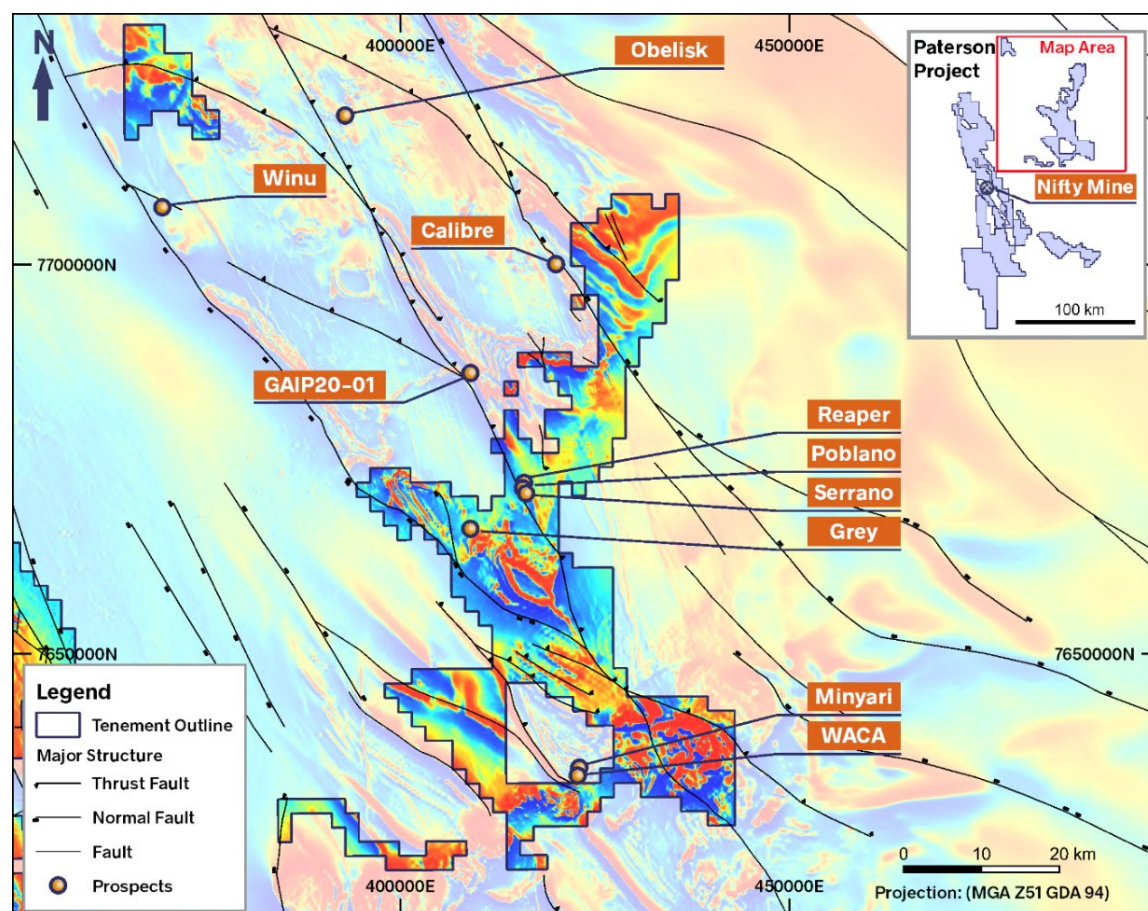 400000E
450000E
N
Obelisk
Paterson
Project
Map Area
Nifty Mine
100 km
Winu
Calibre
7700000N
GAIP20-01
Reaper
Poblano
Serrano
Grey
7650000N
7650000N
Legend
Tenement Outline
Major Structure
Thrust Fault
Normal Fault
Fault
Prospects
Minyari
WACA
0 10 20 km
400000E
450000E
Projection: (MGA Z51 GDA 94)